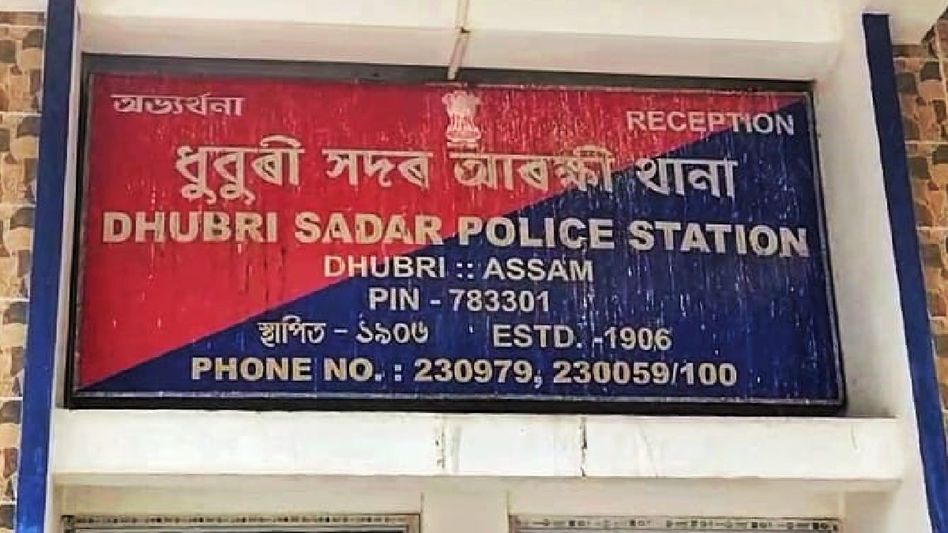 অভ্যৰ্থনা RECEPTION
ধুবুৰী সদৰ আৰক্ষী থানা
DHUBRI SADAR POLICE STATION
DHUBRI :: ASSAM
PIN - 783301
স্থাপিত - ১৯০৬ ESTD. -1906
PHONE NO. : 230979, 230059/100